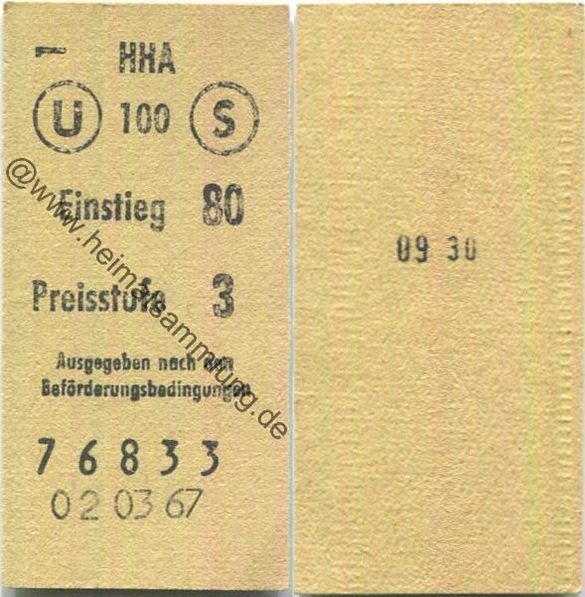 HHA
U 100 S
Einstieg 80
Preisstufe 3
Ausgegeben nach den
Beförderungsbedingungen
76833
02 03 67
@www.heimatsammlung.de
09 30